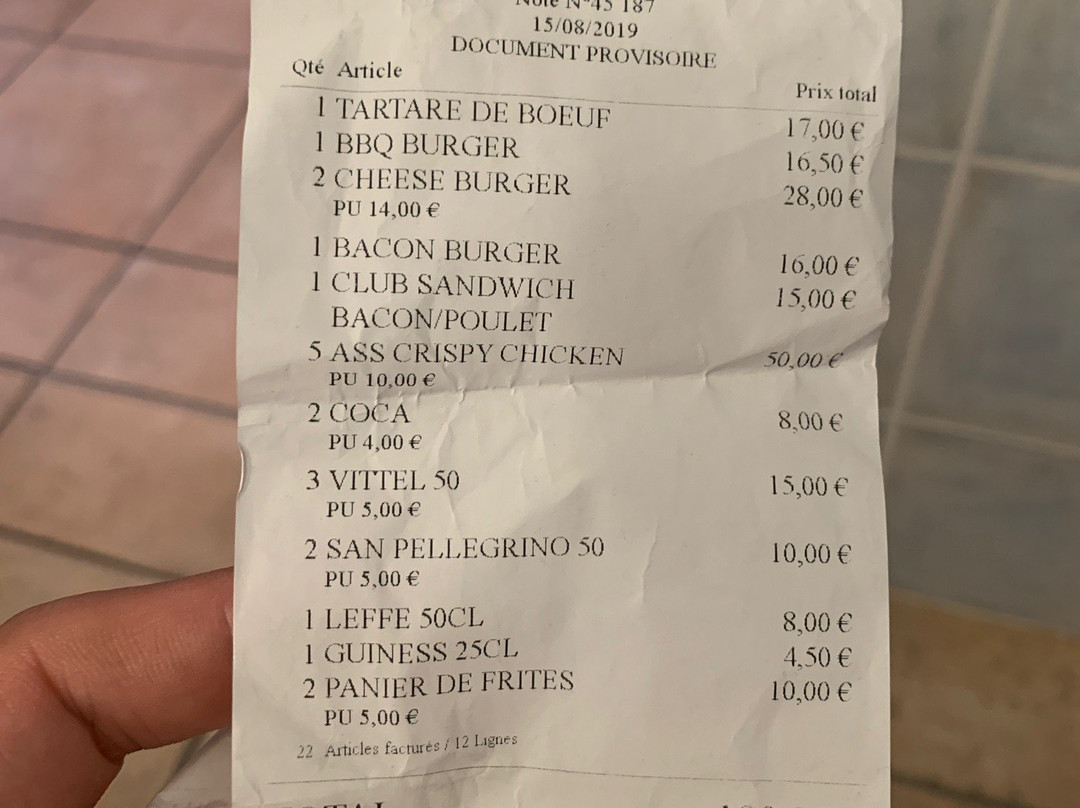 Note N°45 187
15/08/2019
DOCUMENT PROVISOIRE
Qté Article Prix total
1 TARTARE DE BOEUF 17,00 €
1 BBQ BURGER 16,50 €
2 CHEESE BURGER 28,00 €
PU 14,00 €
1 BACON BURGER 16,00 €
1 CLUB SANDWICH 15,00 €
BACON/POULET
5 ASS CRISPY CHICKEN 50,00 €
PU 10,00 €
2 COCA 8,00 €
PU 4,00 €
3 VITTEL 50 15,00 €
PU 5,00 €
2 SAN PELLEGRINO 50 10,00 €
PU 5,00 €
1 LEFFE 50CL 8,00 €
1 GUINESS 25CL 4,50 €
2 PANIER DE FRITES 10,00 €
PU 5,00 €
22 Articles facturés / 12 Lignes